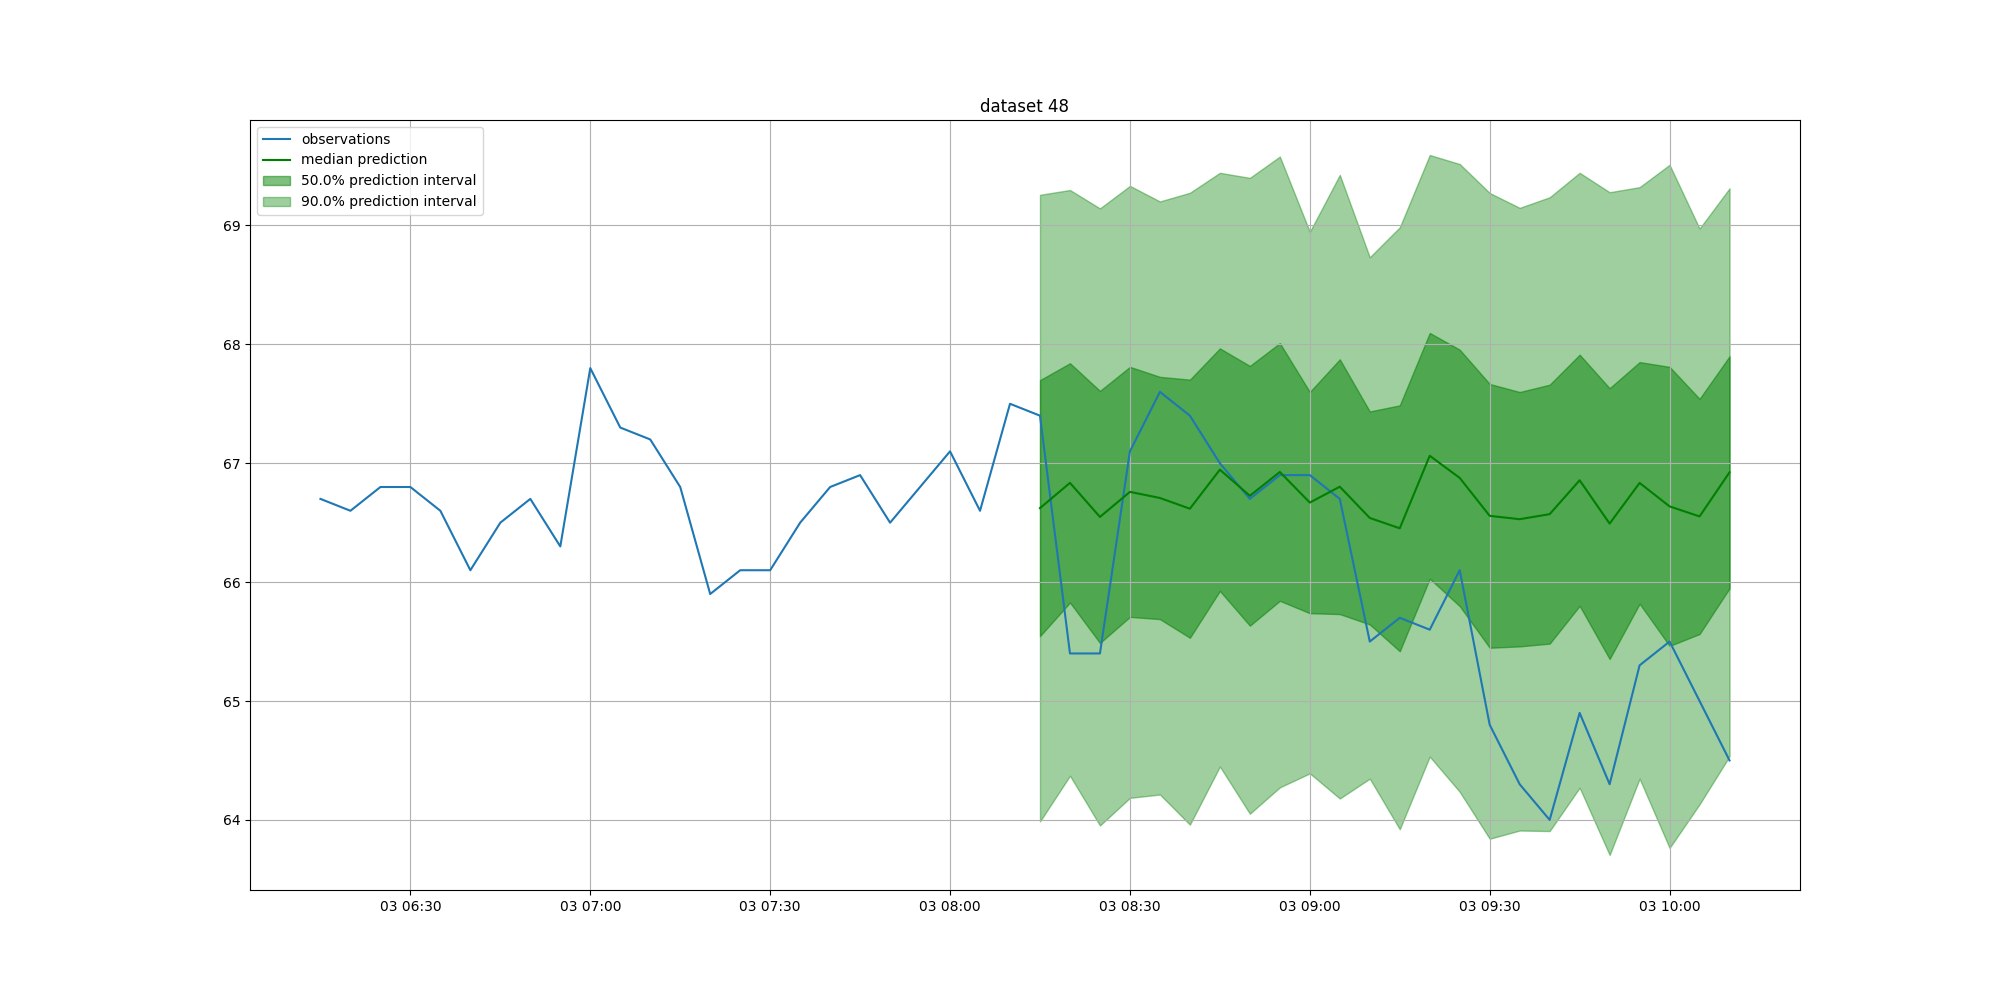 dataset 48
observations
median prediction
50.0% prediction interval
90.0% prediction interval
69
68
67
66
65
64
03 06:30
03 07:00
03 07:30
03 08:00
03 08:30
03 09:00
03 09:30
03 10:00